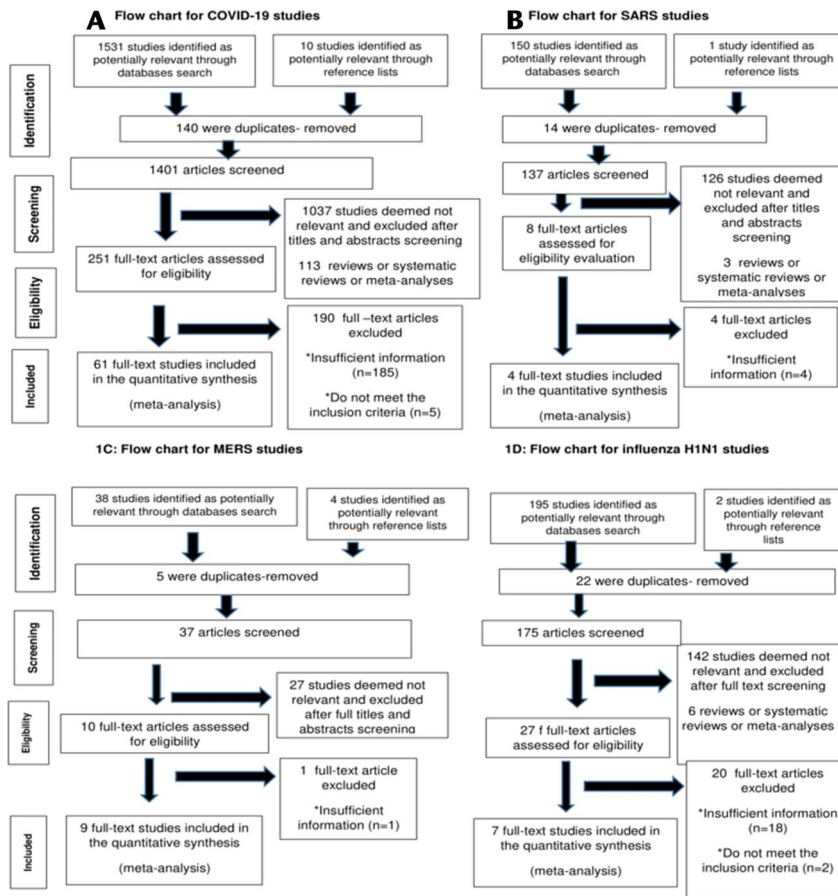 A Flow chart for COVID-19 studies
1531 studies identified as
potentially relevant through
databases search
10 studies identified as
potentially relevant through
reference lists
Identification
140 were duplicates- removed
1401 articles screened
Screening
1037 studies deemed not
relevant and excluded after
titles and abstracts screening
113 reviews or systematic
reviews or meta-analyses
251 full-text articles assessed
for eligibility
Eligibility
190 full –text articles
excluded
*Insufficient information
(n=185)
*Do not meet the
inclusion criteria (n=5)
Included
61 full-text studies included
in the quantitative synthesis
(meta-analysis)
B Flow chart for SARS studies
150 studies identified as
potentially relevant through
databases search
1 study identified as
potentially relevant through
reference lists
Identification
14 were duplicates- removed
137 articles screened
Screening
126 studies deemed
not relevant and
excluded after titles
and abstracts
screening
3 reviews or
systematic reviews or
meta-analyses
8 full-text articles
assessed for
eligibility evaluation
Eligibility
4 full-text articles
excluded
*Insufficient
information (n=4)
Included
4 full-text studies included
in the quantitative synthesis
(meta-analysis)
1C: Flow chart for MERS studies
38 studies identified as potentially
relevant through databases search
4 studies identified as
potentially relevant
through reference lists
Identification
5 were duplicates-removed
37 articles screened
Screening
27 studies deemed not
relevant and excluded
after full titles and
abstracts screening
10 full-text articles assessed
for eligibility
Eligibility
1 full-text article
excluded
*Insufficient
information (n=1)
Included
9 full-text studies included in
the quantitative synthesis
(meta-analysis)
1D: Flow chart for influenza H1N1 studies
195 studies identified as
potentially relevant through
databases search
2 studies identified as
potentially relevant
through reference
lists
Identification
22 were duplicates- removed
175 articles screened
Screening
142 studies deemed not
relevant and excluded
after full text screening
6 reviews or systematic
reviews or meta-analyses
27 f full-text articles
assessed for eligibility
Eligibility
20 full-text articles
excluded
*Insufficient information
(n=18)
*Do not meet the
inclusion criteria (n=2)
Included
7 full-text studies included in
the quantitative synthesis
(meta-analysis)